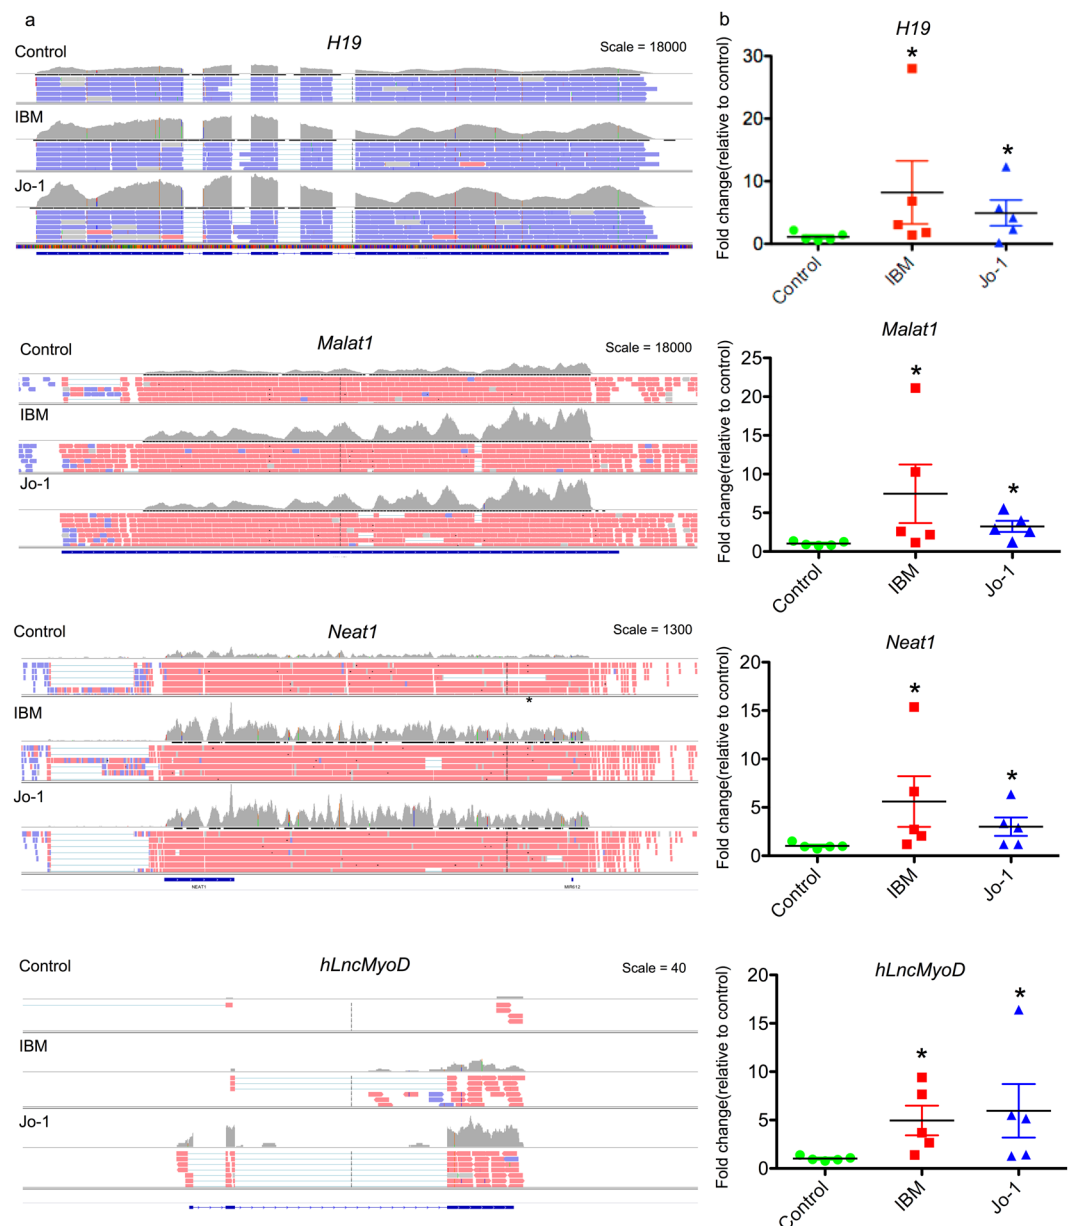 a
H19
Control
Scale = 18000
IBM
Jo-1
Malat1
Control
Scale = 18000
IBM
Jo-1
Neat1
Control
Scale = 1300
*
IBM
Jo-1
NEAT1
MIR612
hLncMyoD
Control
Scale = 40
IBM
Jo-1
b
H19
Fold change(relative to control)
30
20
10
0
*
*
Control
IBM
Jo-1
Malat1
Fold change(relative to control)
25
20
15
10
5
0
*
*
Control
IBM
Jo-1
Neat1
Fold change(relative to control)
20
15
10
5
0
*
*
Control
IBM
Jo-1
hLncMyoD
Fold change(relative to control)
20
15
10
5
0
*
*
Control
IBM
Jo-1